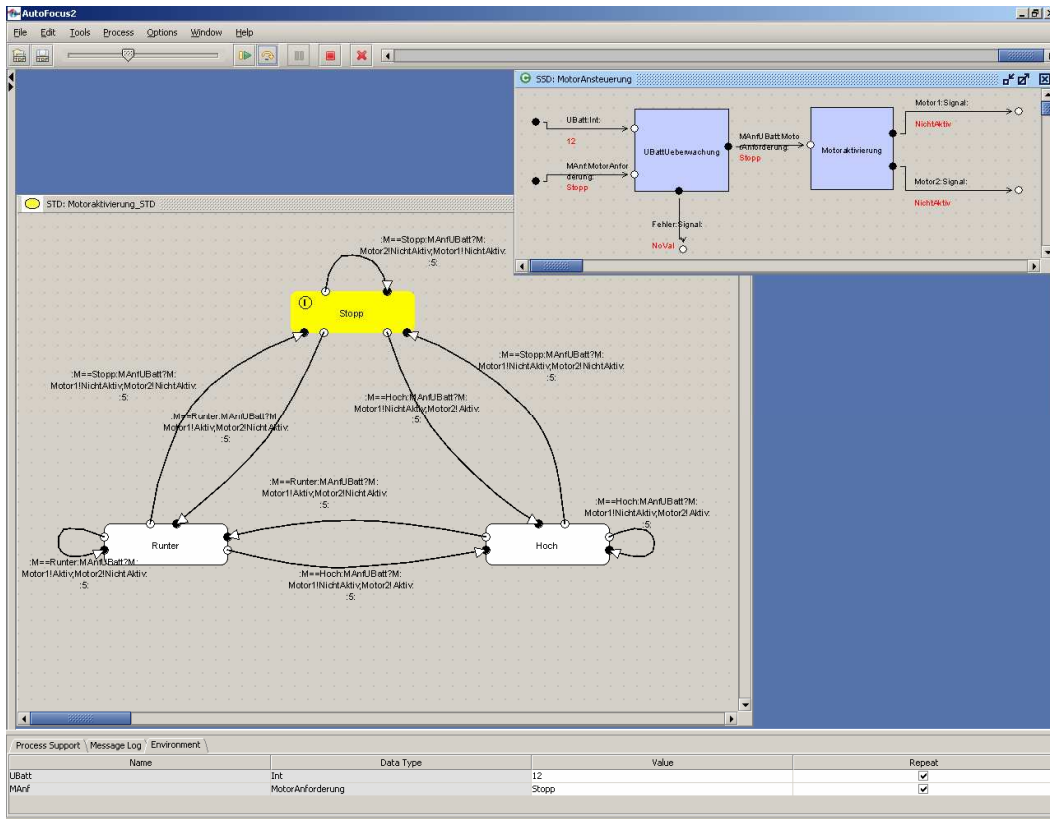 AutoFocus2
File Edit Tools Process Options Window Help
SSD: MotorAnsteuerung
UBatt:Int:
12
MAnf:MotorAnfor
derung:
Stopp
UBattUeberwachung
MAnfUBatt:Moto
rAnforderung:
Stopp
Motoraktivierung
Motor1:Signal:
NichtAktiv
Motor2:Signal:
NichtAktiv
Fehler:Signal:
NoVal
STD: Motoraktivierung_STD
:M==Stopp:MAnfUBatt?M:
Motor2!NichtAktiv;Motor1!NichtAktiv:
:5:
Stopp
:M==Stopp:MAnfUBatt?M:
Motor1!NichtAktiv;Motor2!NichtAktiv:
:5:
:M==Stopp:MAnfUBatt?M:
Motor1!NichtAktiv;Motor2!NichtAktiv:
:5:
:M==Runter:MAnfUBatt?M:
Motor1!Aktiv;Motor2!NichtAktiv:
:5:
:M==Hoch:MAnfUBatt?M:
Motor1!NichtAktiv;Motor2!Aktiv:
:5:
:M==Runter:MAnfUBatt?M:
Motor1!Aktiv;Motor2!NichtAktiv:
:5:
:M==Hoch:MAnfUBatt?M:
Motor1!NichtAktiv;Motor2!Aktiv:
:5:
Runter
Hoch
:M==Runter:MAnfUBatt?M:
Motor1!Aktiv;Motor2!NichtAktiv:
:5:
:M==Hoch:MAnfUBatt?M:
Motor1!NichtAktiv;Motor2!Aktiv:
:5:
Process Support Message Log Environment
Name Data Type Value Repeat
UBatt Int 12
MAnf MotorAnforderung Stopp